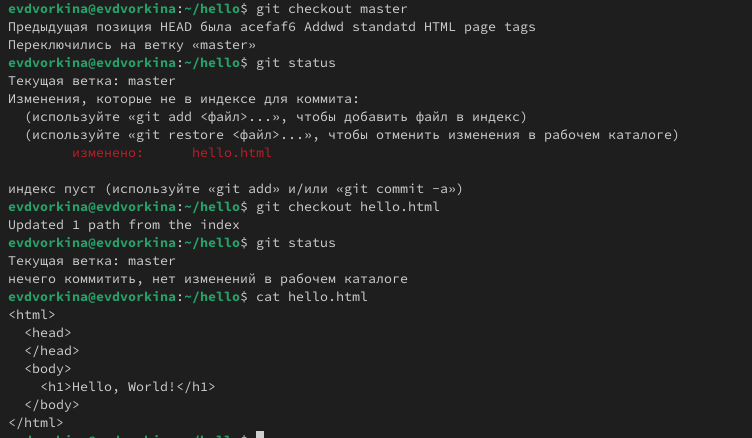 evdvorkina@evdvorkina:~/hello$ git checkout master
Предыдущая позиция HEAD была acefaf6 Addwd standatd HTML page tags
Переключились на ветку «master»
evdvorkina@evdvorkina:~/hello$ git status
Текущая ветка: master
Изменения, которые не в индексе для коммита:
  (используйте «git add <файл>...», чтобы добавить файл в индекс)
  (используйте «git restore <файл>...», чтобы отменить изменения в рабочем каталоге)
        изменено:      hello.html

индекс пуст (используйте «git add» и/или «git commit -a»)
evdvorkina@evdvorkina:~/hello$ git checkout hello.html
Updated 1 path from the index
evdvorkina@evdvorkina:~/hello$ git status
Текущая ветка: master
нечего коммитить, нет изменений в рабочем каталоге
evdvorkina@evdvorkina:~/hello$ cat hello.html
<html>
  <head>
  </head>
  <body>
    <h1>Hello, World!</h1>
  </body>
</html>
evdvorkina@evdvorkina:~/hello$